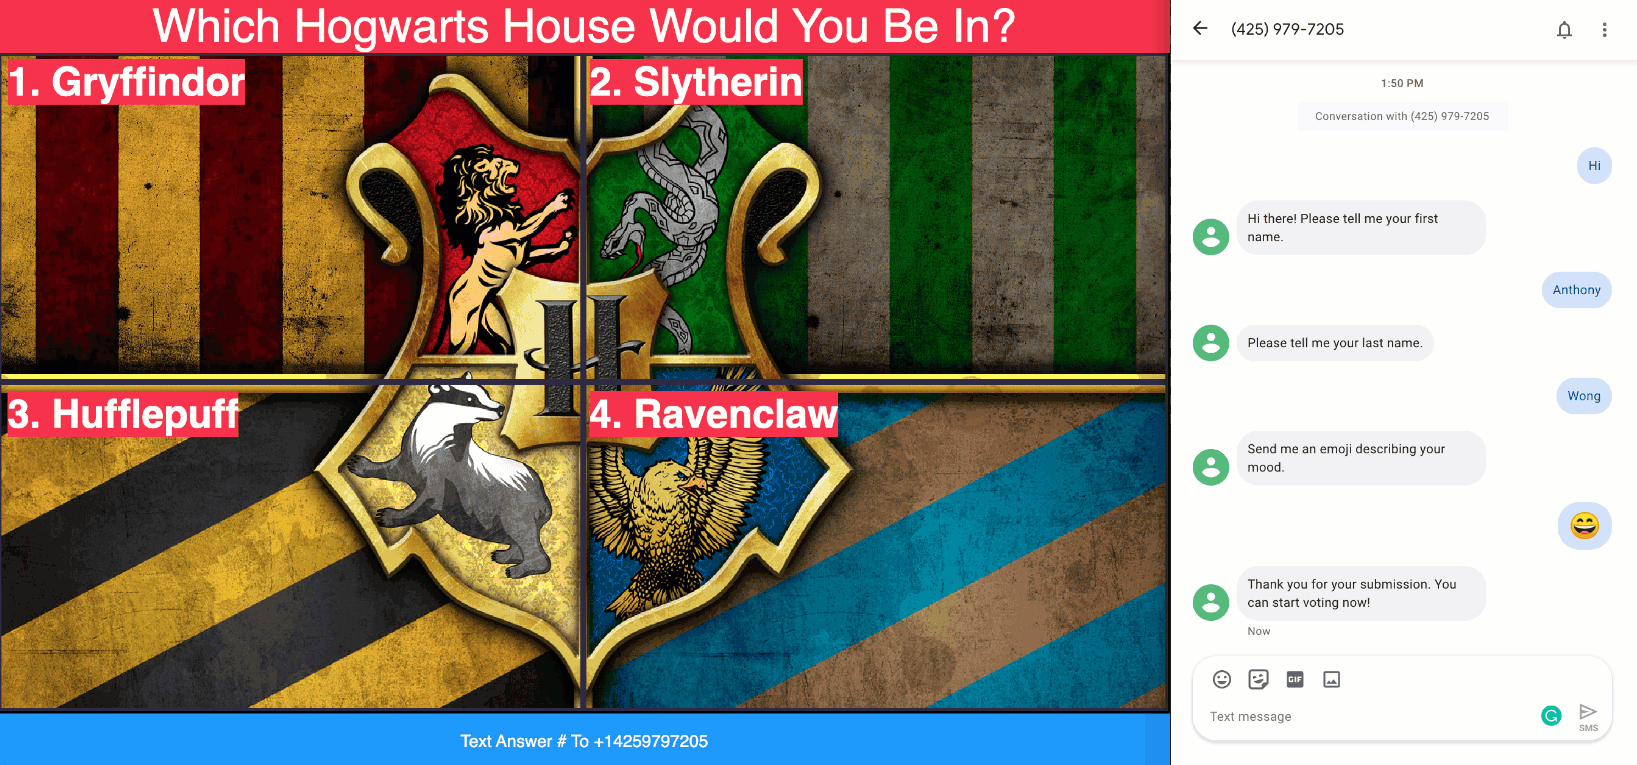 Which Hogwarts House Would You Be In?
1. Gryffindor
2. Slytherin
H
3. Hufflepuff
4. Ravenclaw
Text Answer # To +14259797205
(425) 979-7205
1:50 PM
Conversation with (425) 979-7205
Hi
Hi there! Please tell me your first
name.
Anthony
Please tell me your last name.
Wong
Send me an emoji describing your
mood.
Thank you for your submission. You
can start voting now!
Now
GIF
Text message
SMS